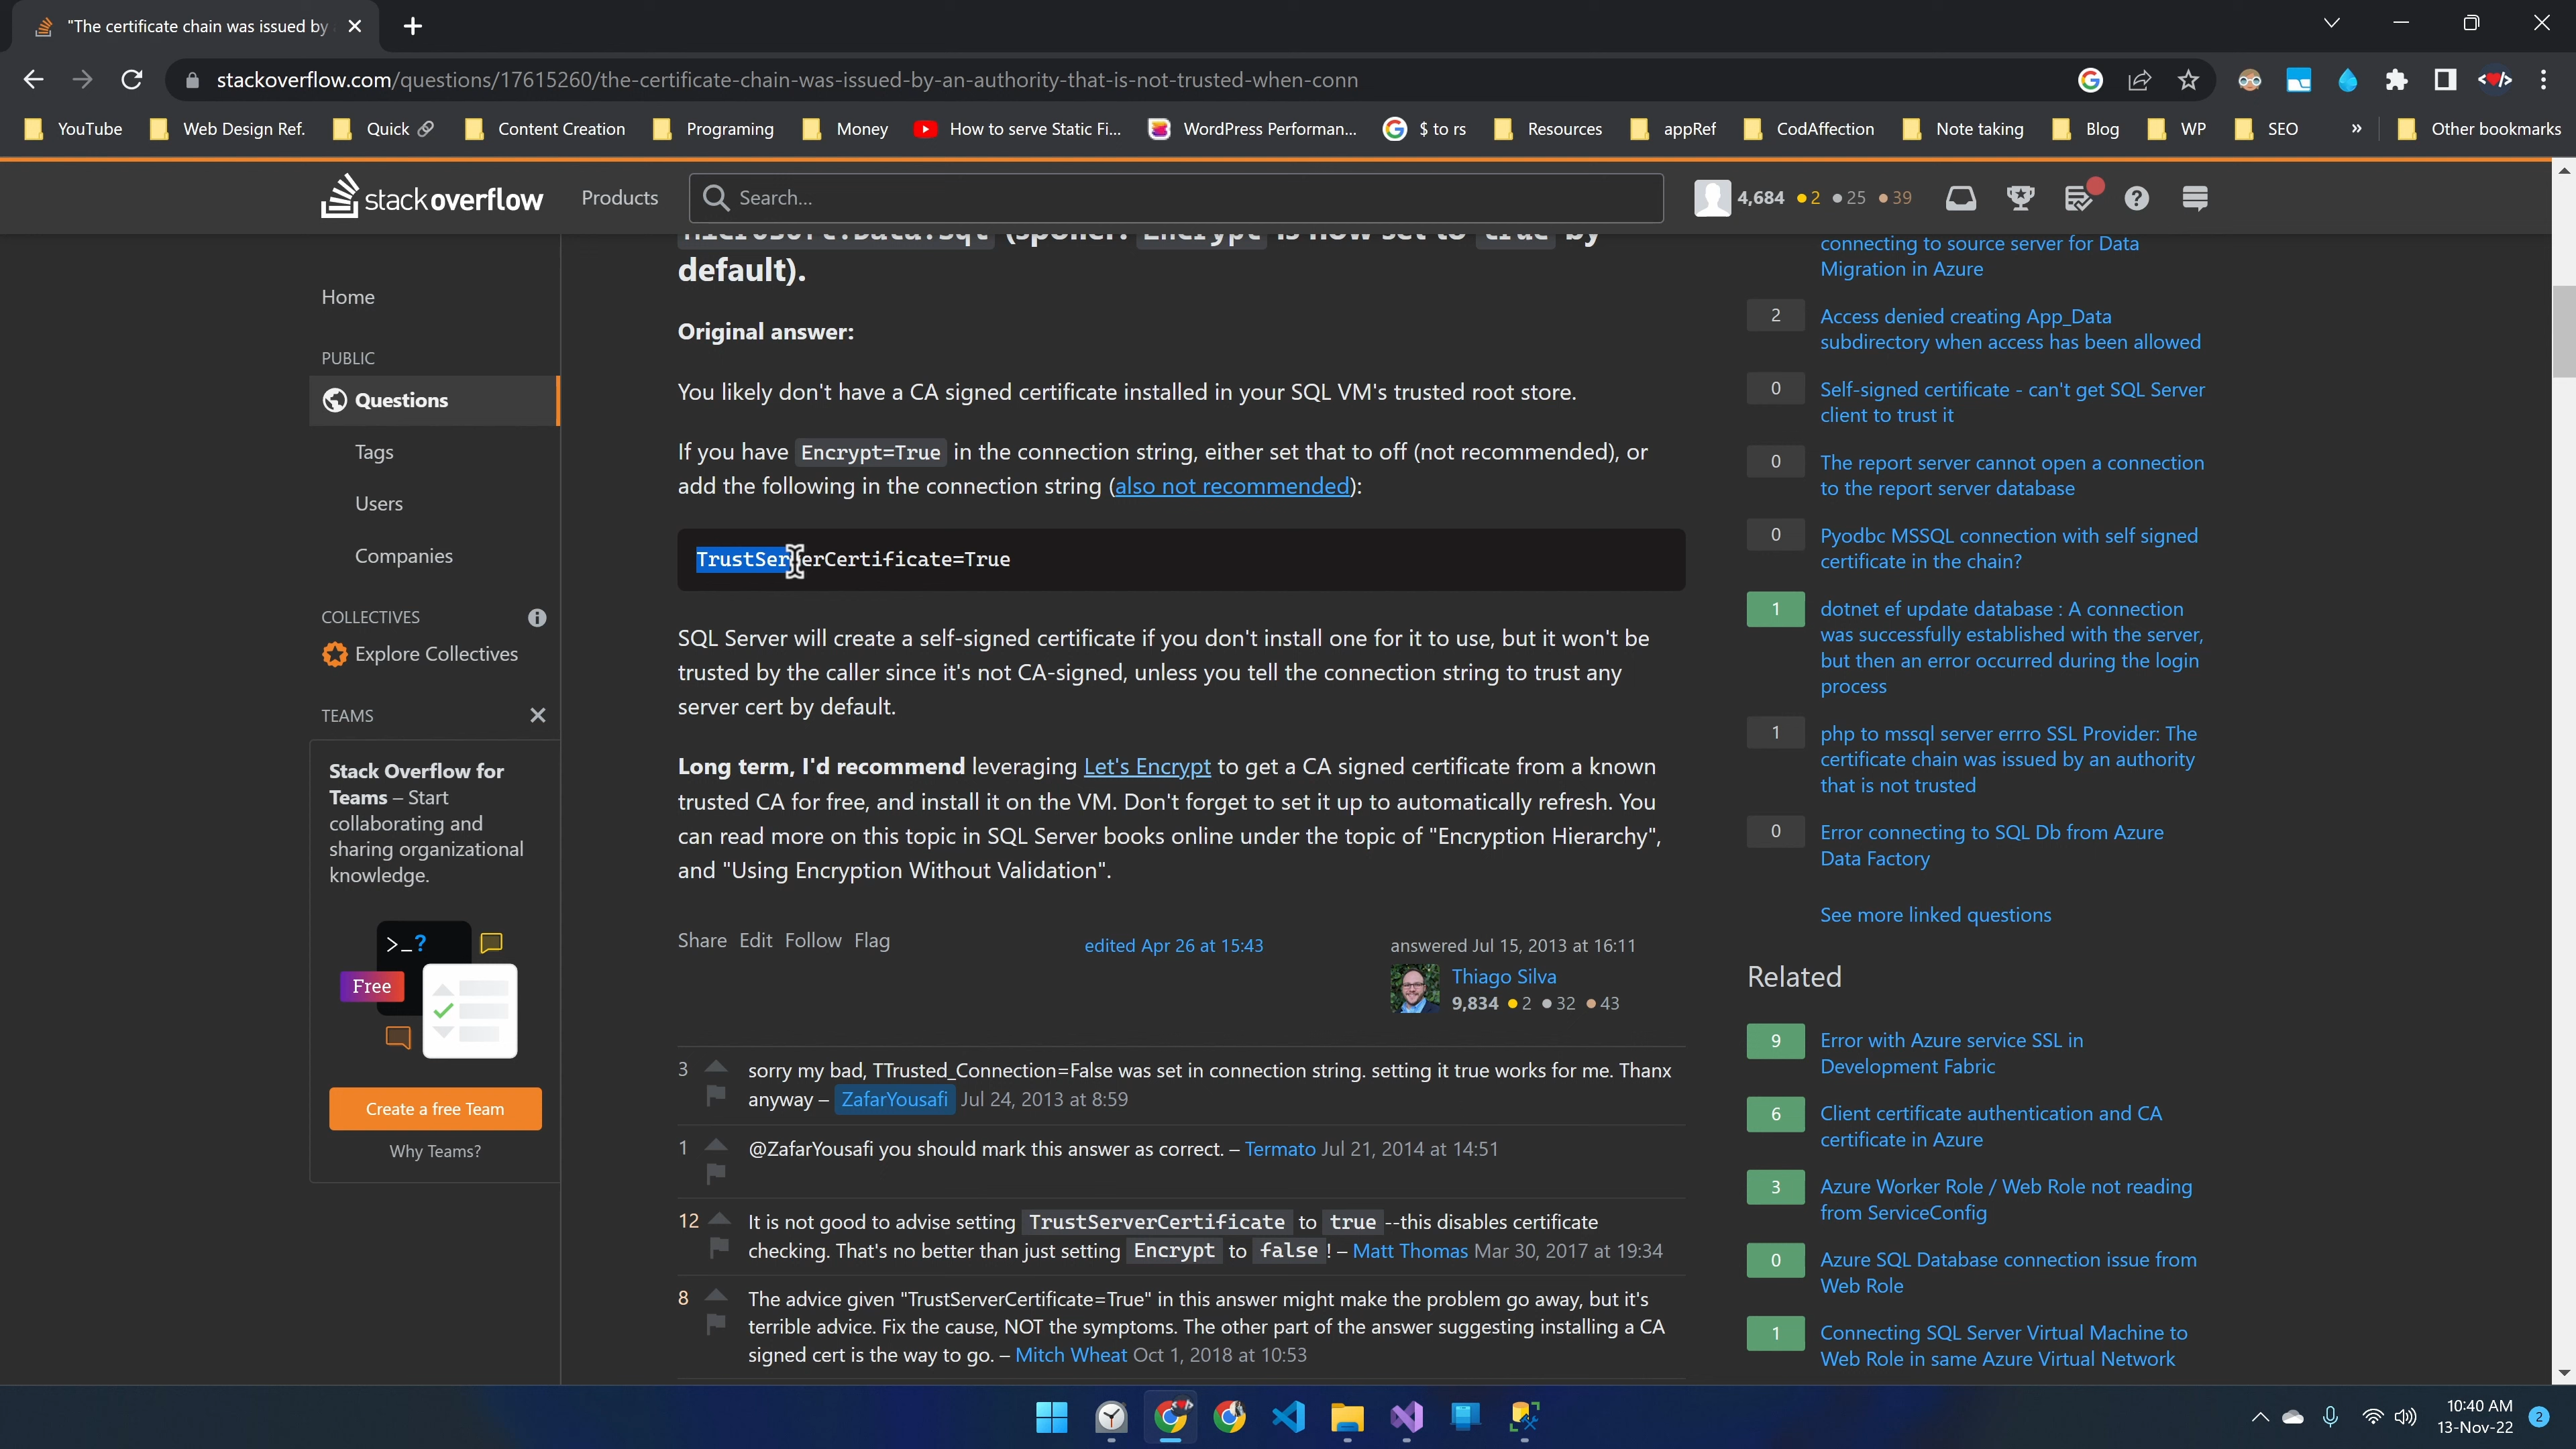 "The certificate chain was issued by
stackoverflow.com/questions/17615260/the-certificate-chain-was-issued-by-an-authority-that-is-not-trusted-when-conn
YouTube
Web Design Ref.
Quick
Content Creation
Programing
Money
How to serve Static Fi...
WordPress Performan...
$ to rs
Resources
appRef
CodAffection
Note taking
Blog
WP
SEO
»
Other bookmarks
stackoverflow
Products
Search...
4,684 2 25 39
Home
PUBLIC
Questions
Tags
Users
Companies
COLLECTIVES
Explore Collectives
TEAMS
Stack Overflow for
Teams – Start
collaborating and
sharing organizational
knowledge.
>_?
Free
Create a free Team
Why Teams?
Microsoft.Data.Sql (spoiler: Encrypt is now set to true by
default).
Original answer:
You likely don't have a CA signed certificate installed in your SQL VM's trusted root store.
If you have Encrypt=True in the connection string, either set that to off (not recommended), or
add the following in the connection string (also not recommended):
TrustServerCertificate=True
SQL Server will create a self-signed certificate if you don't install one for it to use, but it won't be
trusted by the caller since it's not CA-signed, unless you tell the connection string to trust any
server cert by default.
Long term, I'd recommend leveraging Let's Encrypt to get a CA signed certificate from a known
trusted CA for free, and install it on the VM. Don't forget to set it up to automatically refresh. You
can read more on this topic in SQL Server books online under the topic of "Encryption Hierarchy",
and "Using Encryption Without Validation".
Share Edit Follow Flag
edited Apr 26 at 15:43
answered Jul 15, 2013 at 16:11
Thiago Silva
9,834 2 32 43
3 sorry my bad, TTrusted_Connection=False was set in connection string. setting it true works for me. Thanx
anyway – ZafarYousafi Jul 24, 2013 at 8:59
1 @ZafarYousafi you should mark this answer as correct. – Termato Jul 21, 2014 at 14:51
12 It is not good to advise setting TrustServerCertificate to true --this disables certificate
checking. That's no better than just setting Encrypt to false ! – Matt Thomas Mar 30, 2017 at 19:34
8 The advice given "TrustServerCertificate=True" in this answer might make the problem go away, but it's
terrible advice. Fix the cause, NOT the symptoms. The other part of the answer suggesting installing a CA
signed cert is the way to go. – Mitch Wheat Oct 1, 2018 at 10:53
connecting to source server for Data
Migration in Azure
2 Access denied creating App_Data
subdirectory when access has been allowed
0 Self-signed certificate - can't get SQL Server
client to trust it
0 The report server cannot open a connection
to the report server database
0 Pyodbc MSSQL connection with self signed
certificate in the chain?
1 dotnet ef update database : A connection
was successfully established with the server,
but then an error occurred during the login
process
1 php to mssql server errro SSL Provider: The
certificate chain was issued by an authority
that is not trusted
0 Error connecting to SQL Db from Azure
Data Factory
See more linked questions
Related
9 Error with Azure service SSL in
Development Fabric
6 Client certificate authentication and CA
certificate in Azure
3 Azure Worker Role / Web Role not reading
from ServiceConfig
0 Azure SQL Database connection issue from
Web Role
1 Connecting SQL Server Virtual Machine to
Web Role in same Azure Virtual Network
10:40 AM
13-Nov-22
2